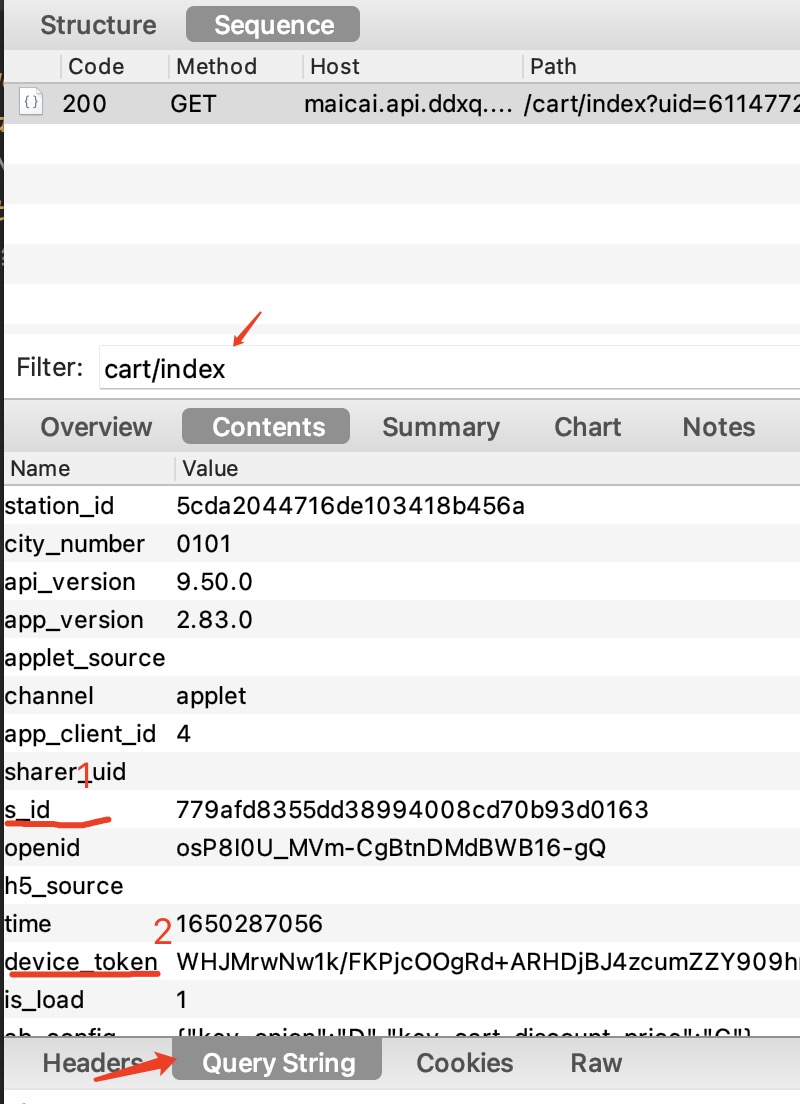 Structure Sequence
Code Method Host Path
{} 200 GET maicai.api.ddxq.... /cart/index?uid=6114772
Filter: cart/index
Overview Contents Summary Chart Notes
Name Value
station_id 5cda2044716de103418b456a
city_number 0101
api_version 9.50.0
app_version 2.83.0
applet_source
channel applet
app_client_id 4
sharer_uid
1
s_id 779afd8355dd38994008cd70b93d0163
openid osP8I0U_MVm-CgBtnDMdBWB16-gQ
h5_source
time 1650287056
2
device_token WHJMrwNw1k/FKPjcOOgRd+ARHDjBJ4zcumZZY909h
is_load 1
ab_config {"key_onion":"D","key_cart_discount_price":"C"}
Headers Query String Cookies Raw